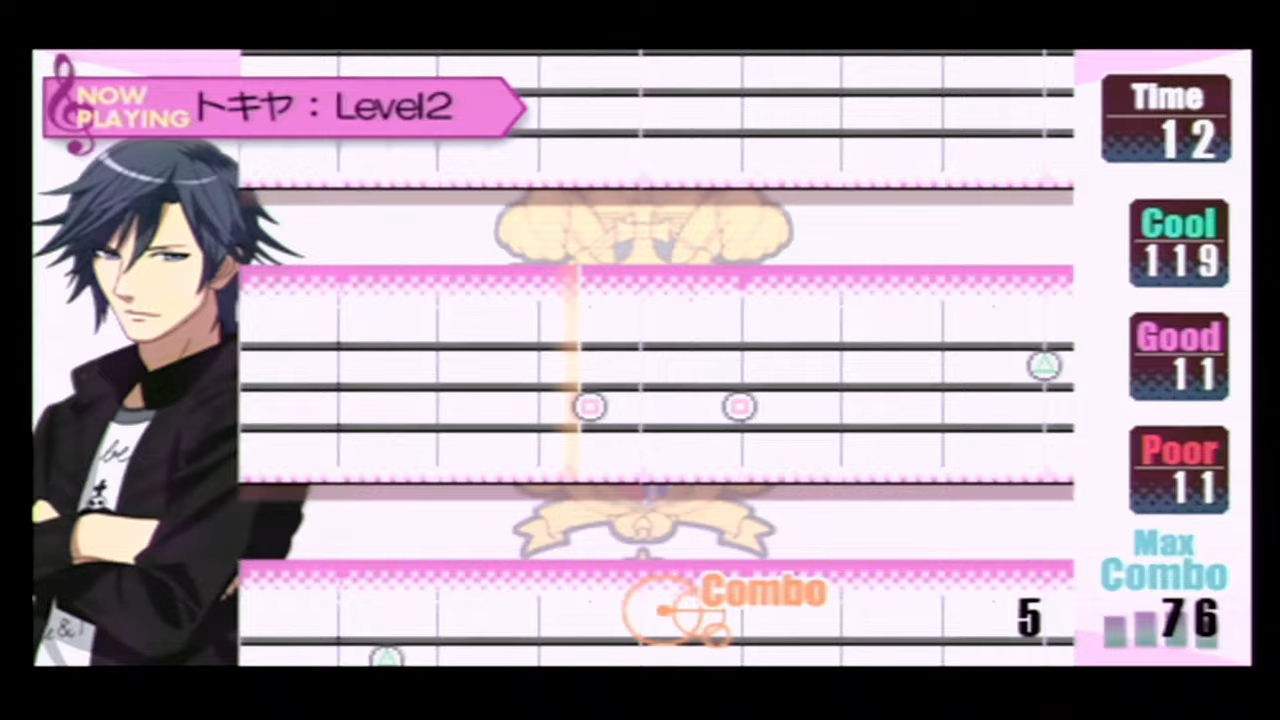 NOW
PLAYING
トキヤ : Level2
Time
12
Cool
119
Good
11
Poor
11
Max
Combo
76
Combo
5
be